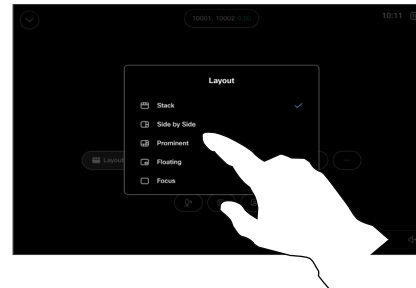 10001, 10002
10:11
Layout
Stack
Side by Side
Prominent
Floating
Focus
Layout